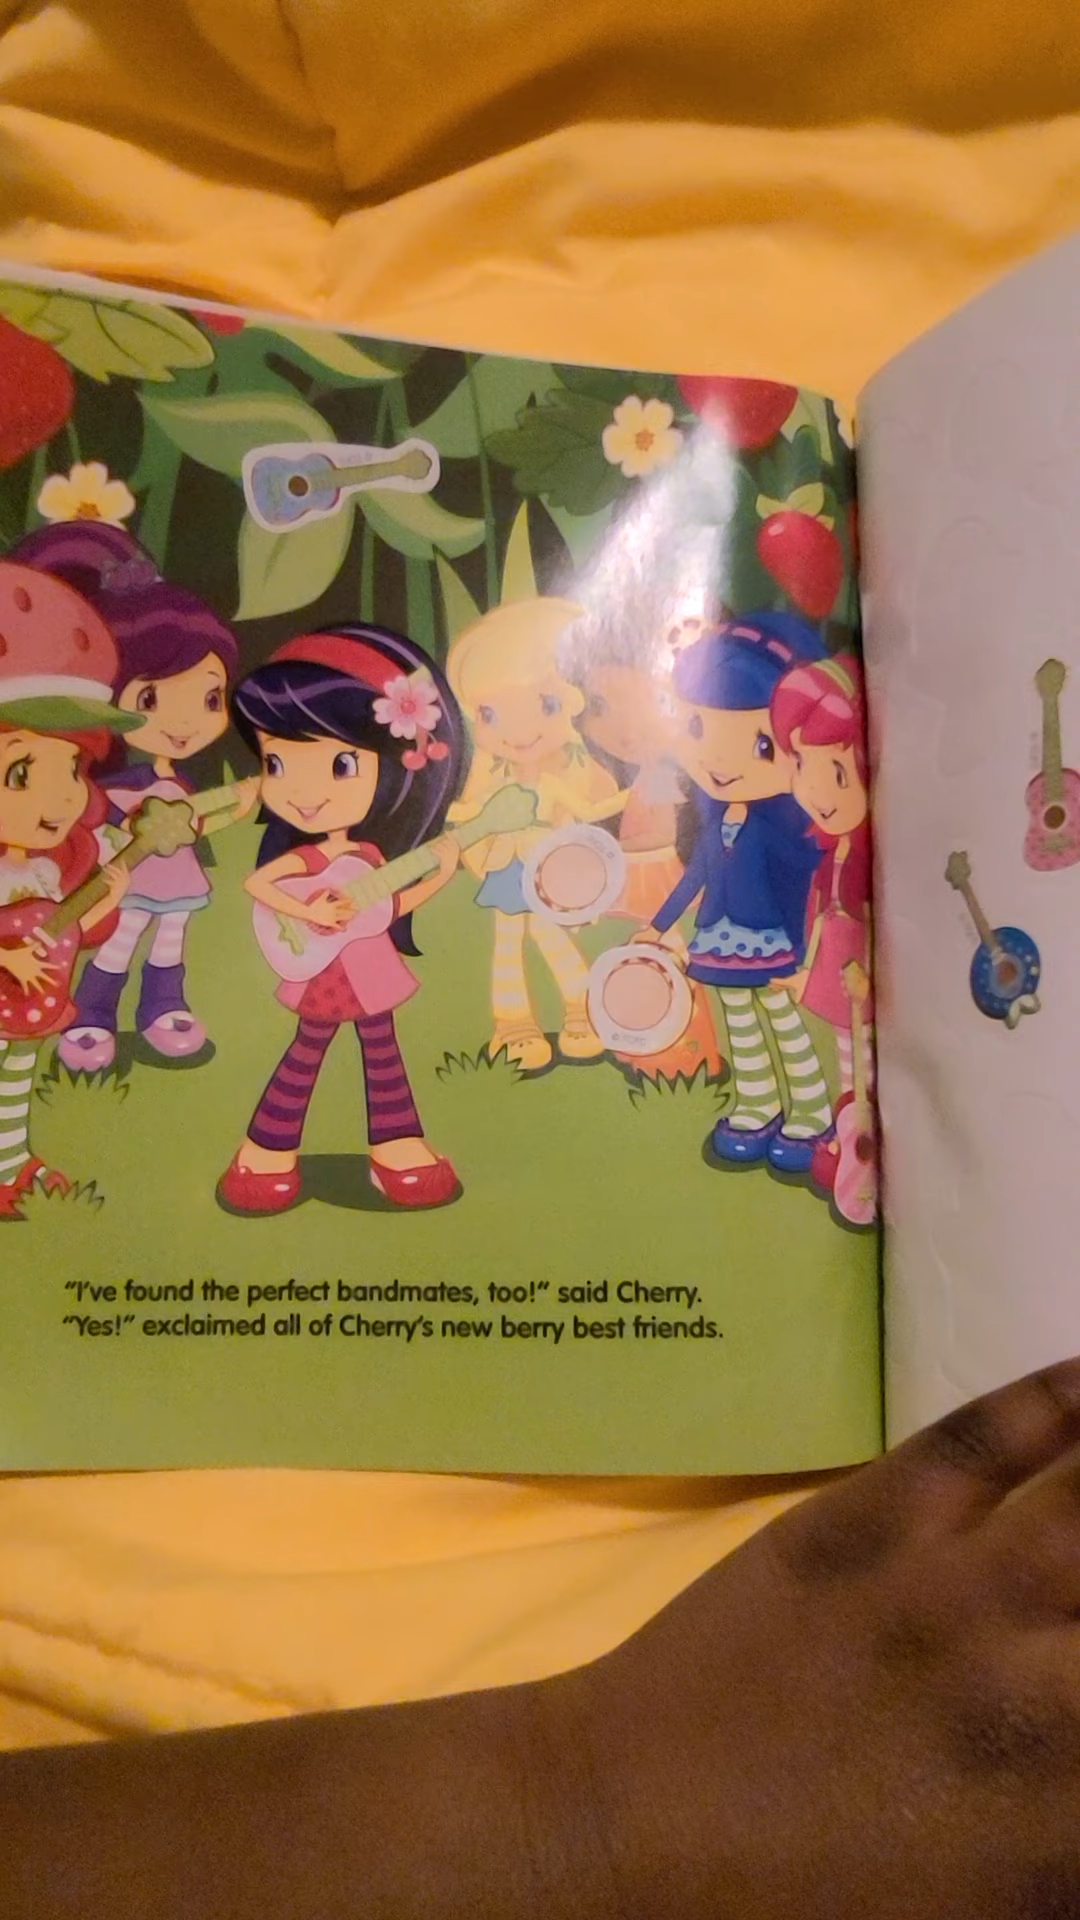 “I’ve found the perfect bandmates, too!” said Cherry.
“Yes!” exclaimed all of Cherry’s new berry best friends.